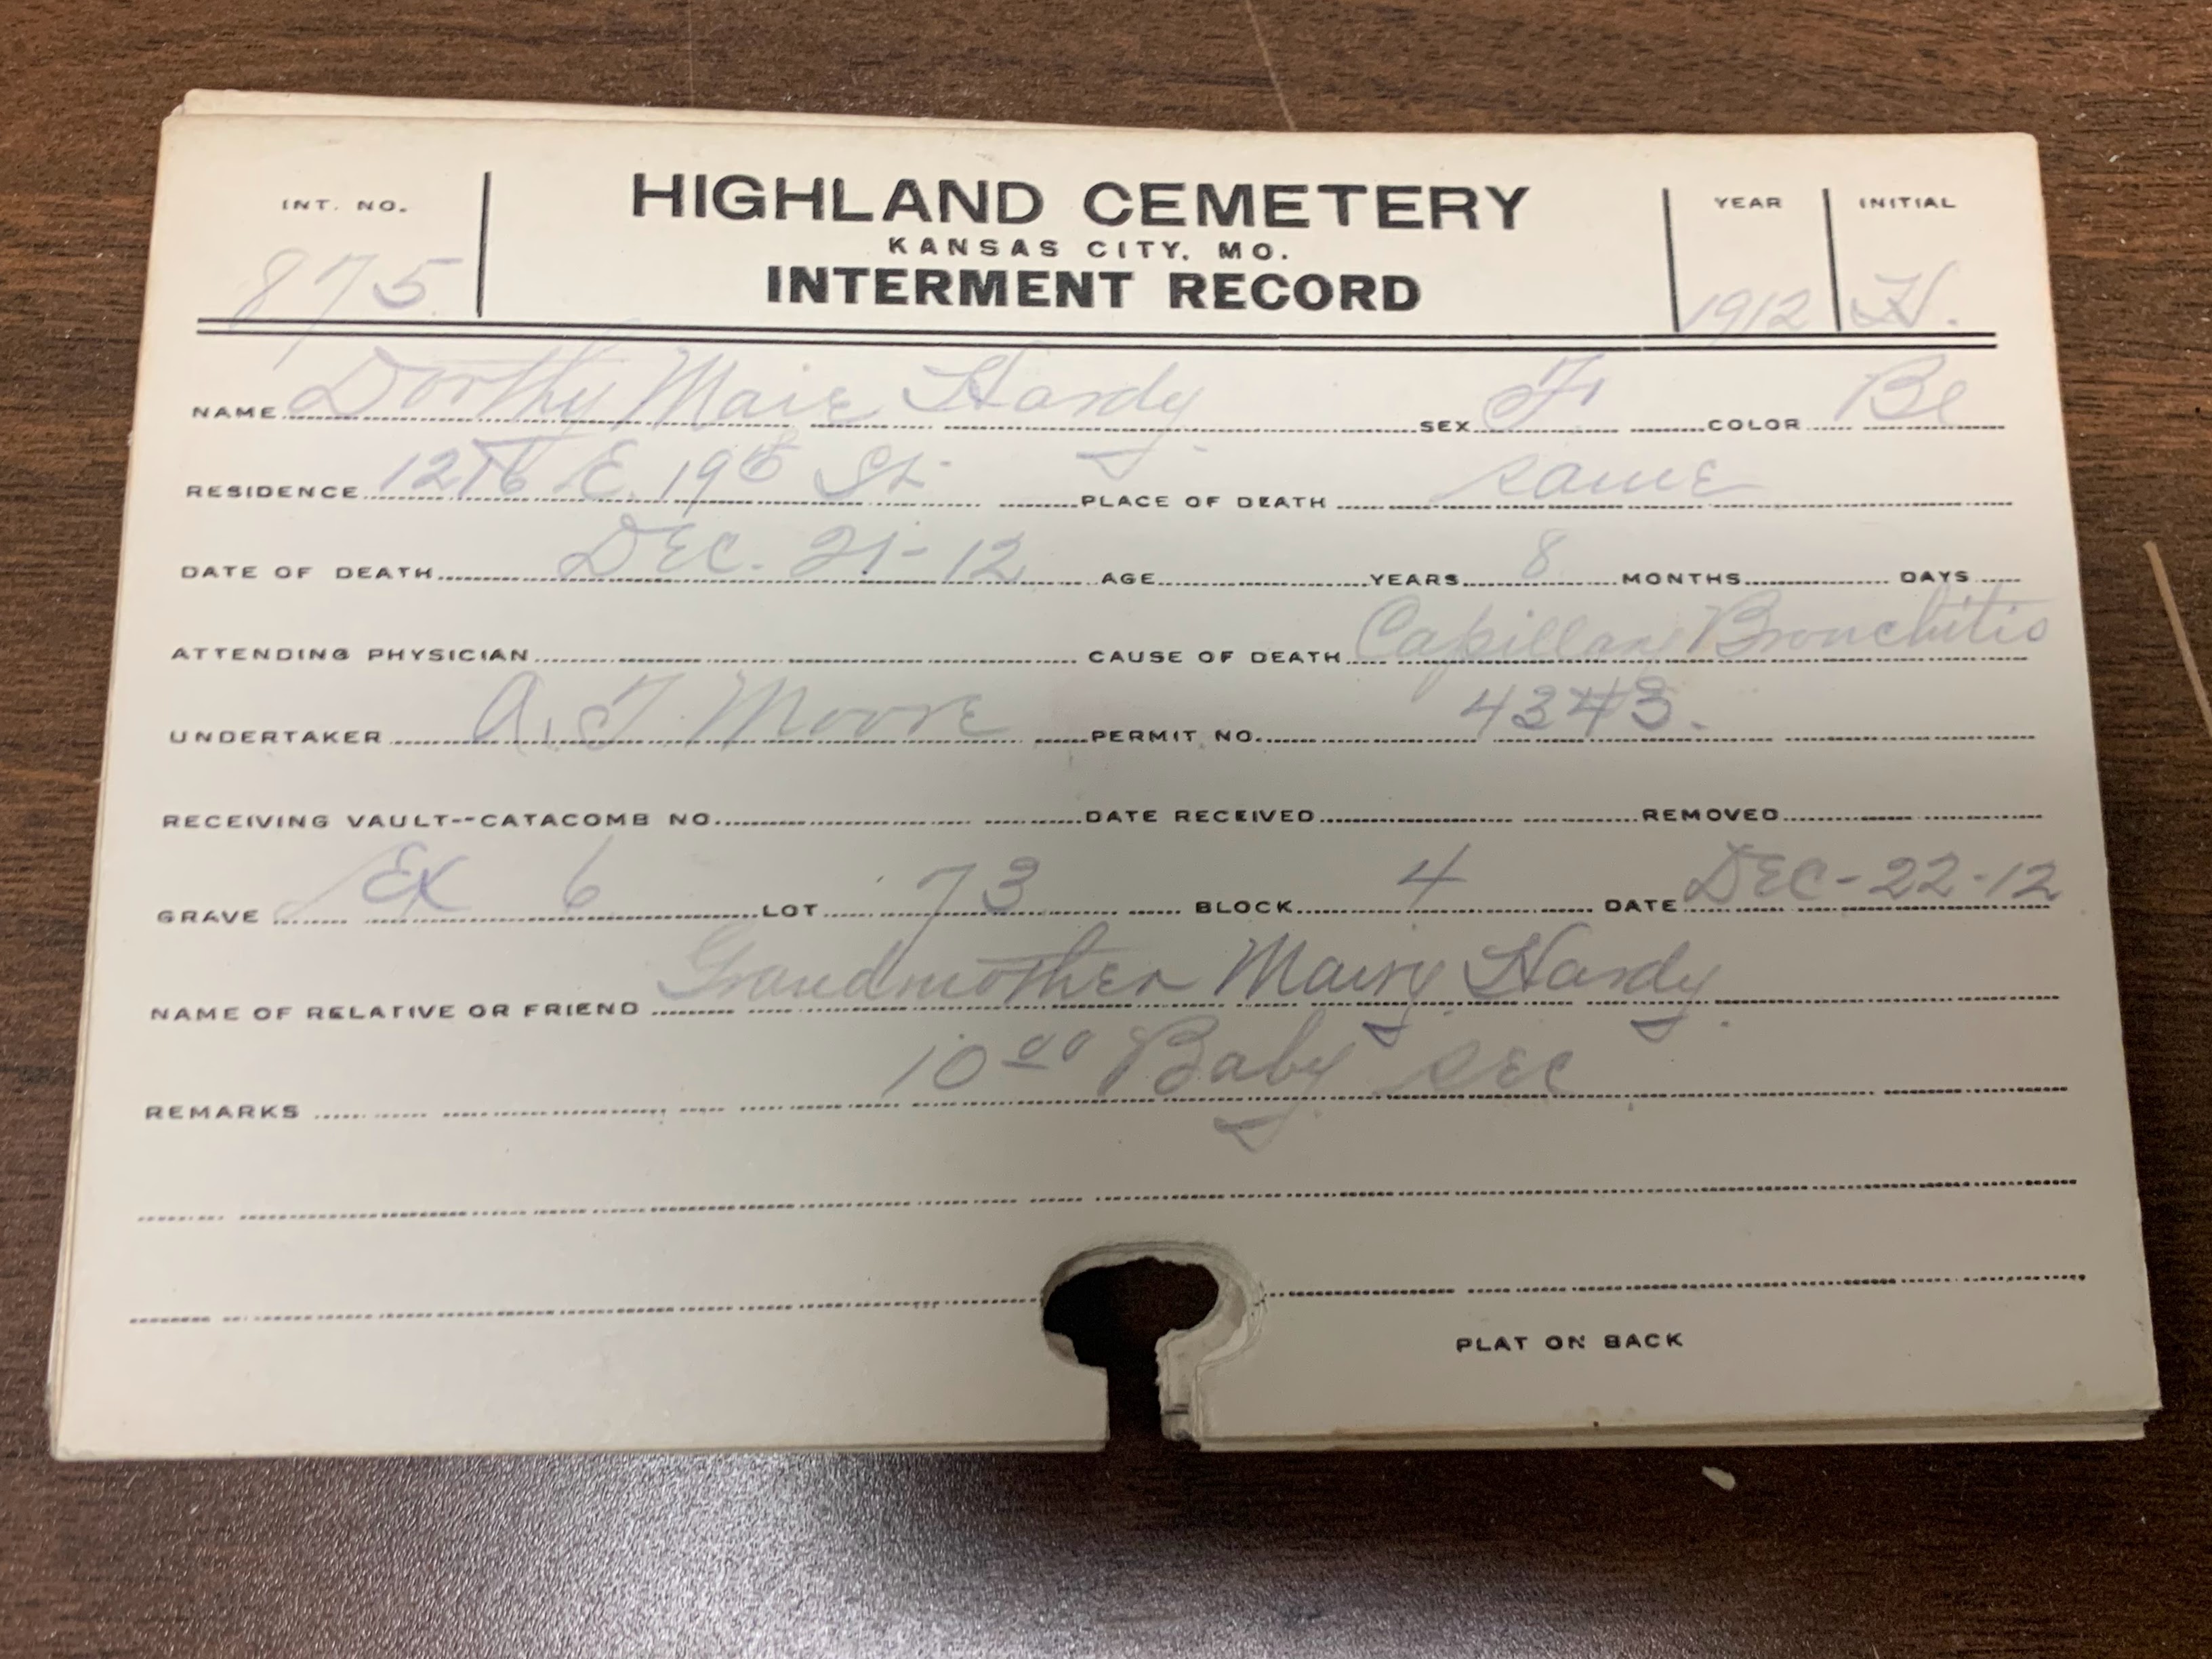 INT. NO. HIGHLAND CEMETERY YEAR INITIAL
KANSAS CITY, MO.
875 INTERMENT RECORD 1912 H.
NAME Dorthy Maie Hardy SEX F COLOR Bl
RESIDENCE E. 19th St. PLACE OF DEATH same
DATE OF DEATH Dec. 21-12 AGE YEARS 8 MONTHS DAYS
ATTENDING PHYSICIAN CAUSE OF DEATH Capillary Bronchitis
UNDERTAKER A. T. Moore PERMIT NO. 4343.
RECEIVING VAULT--CATACOMB NO. DATE RECEIVED REMOVED
GRAVE Ex 6 LOT 73 BLOCK 4 DATE Dec-22-12
NAME OF RELATIVE OR FRIEND Grandmother Hardy.
REMARKS 10 00 Baby sec
PLAT ON BACK